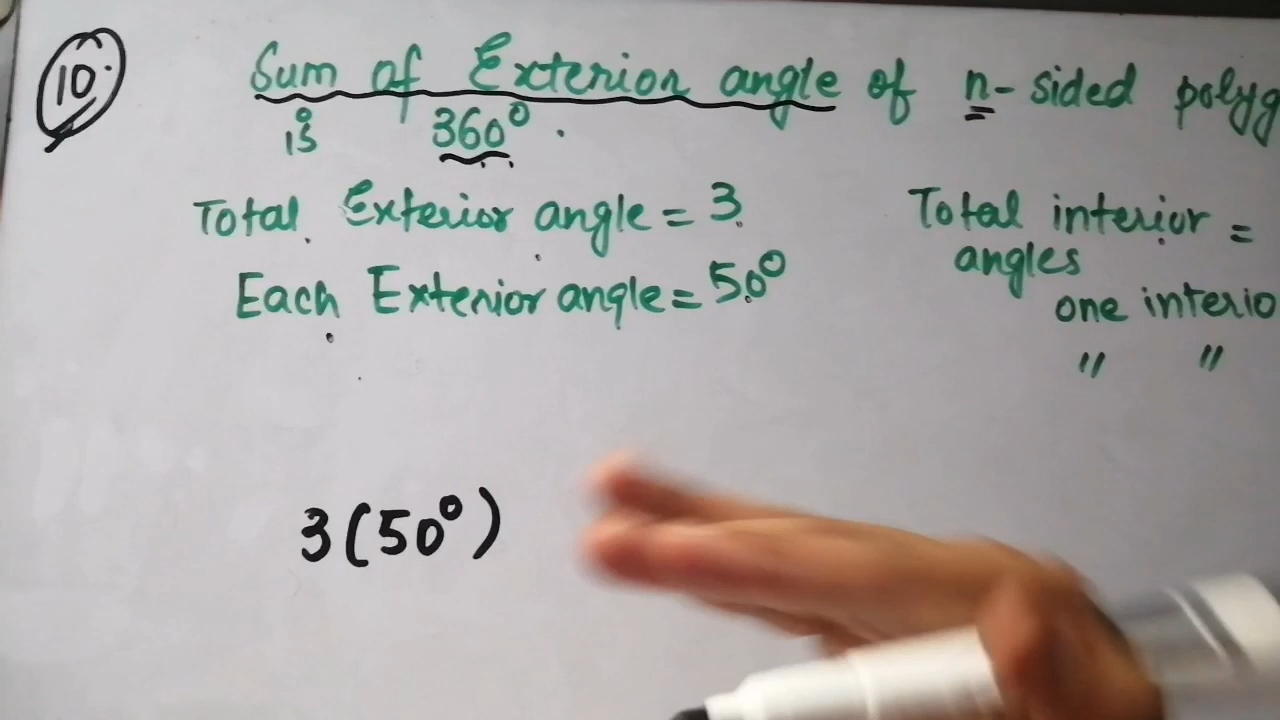 10.
Sum of Exterior angle of n-sided polyg
is 360° .
Total Exterior angle = 3
Each Exterior angle = 50°
Total interior =
angles
one interio
" "
3(50°)